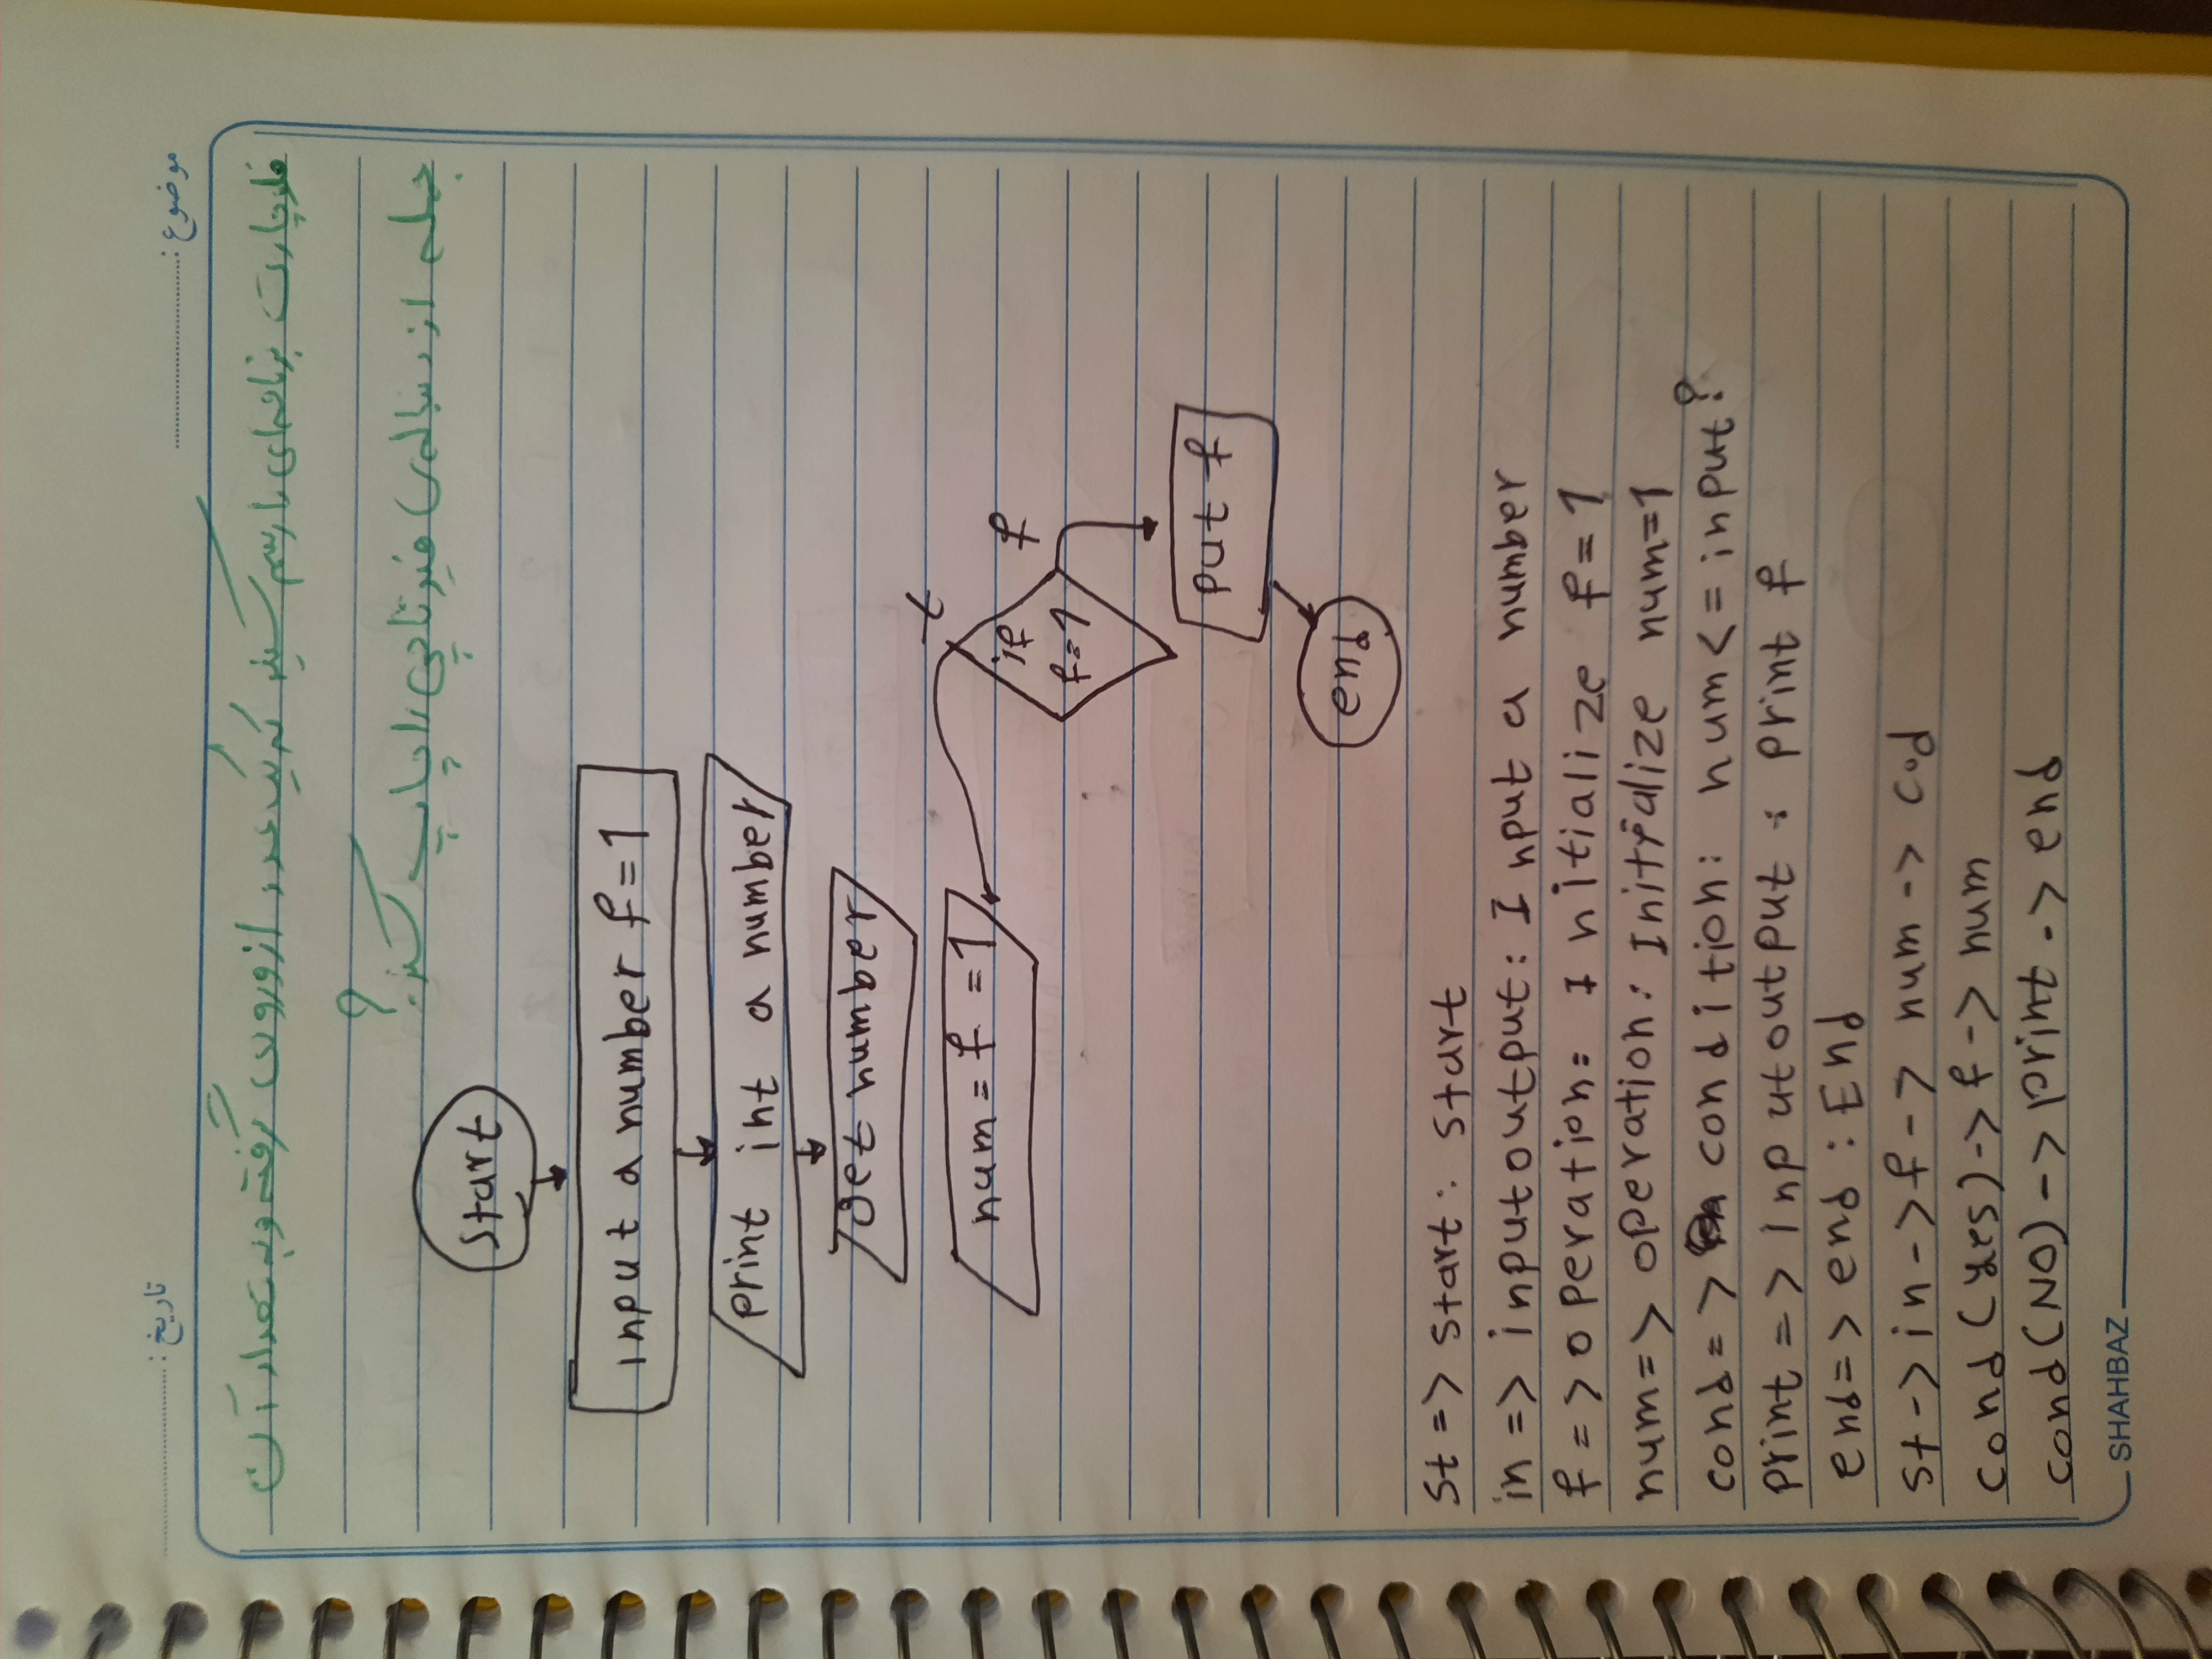 موضوع :
تاریخ :
فلوچارت برنامه‌ای را رسم کنید که یک عدد از ورودی گرفته و به تعداد آن
جمله از دنباله‌ی فیبوناچی را چاپ کند؟
start
input a number f=1
print int a number
get number
t
num = f = 1
if
f=1
f
put f
end
st => start: start
in => inputoutput: Input a number
f => operation: Initialize f=1
num => operation: Initialize num=1
cond => condition: num <= input?
print => Inputoutput: print f
end => end : End
st -> in -> f -> num -> cod
cond (yes) -> f -> num
cond (NO) -> print -> end
SHAHBAZ